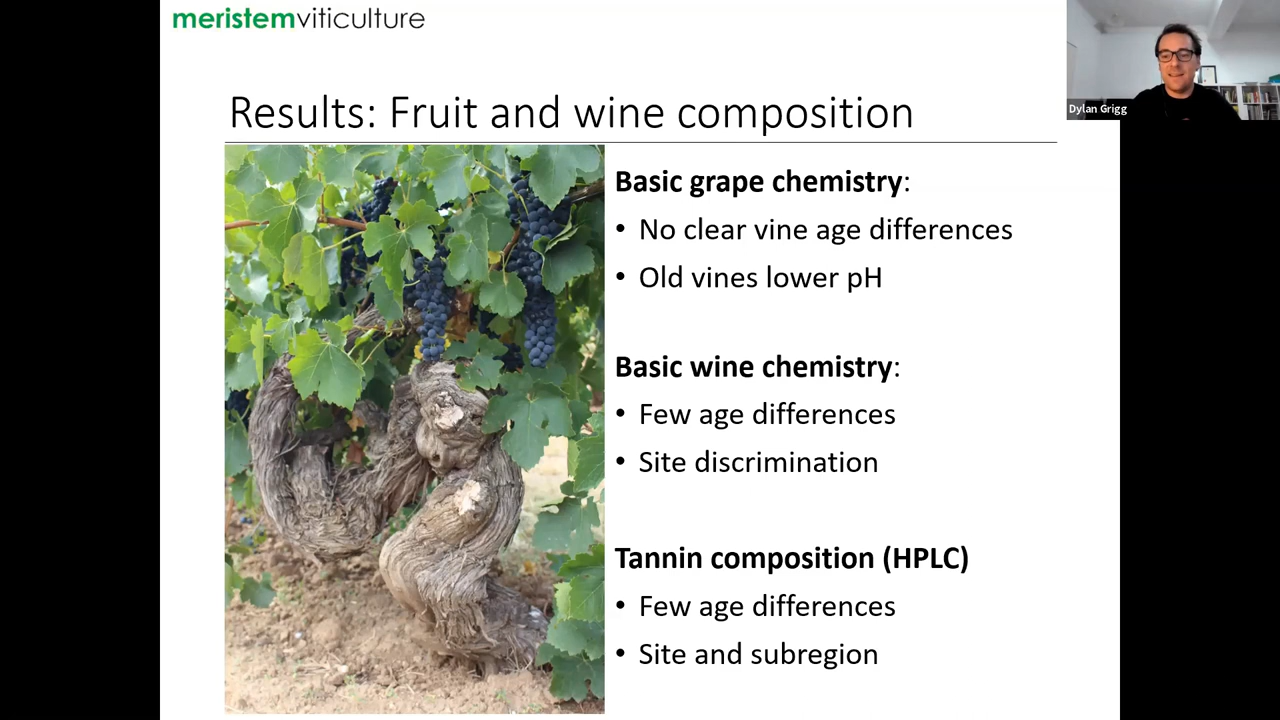 meristemviticulture
Dylan Grigg
Results: Fruit and wine composition
Basic grape chemistry:
• No clear vine age differences
• Old vines lower pH
Basic wine chemistry:
• Few age differences
• Site discrimination
Tannin composition (HPLC)
• Few age differences
• Site and subregion